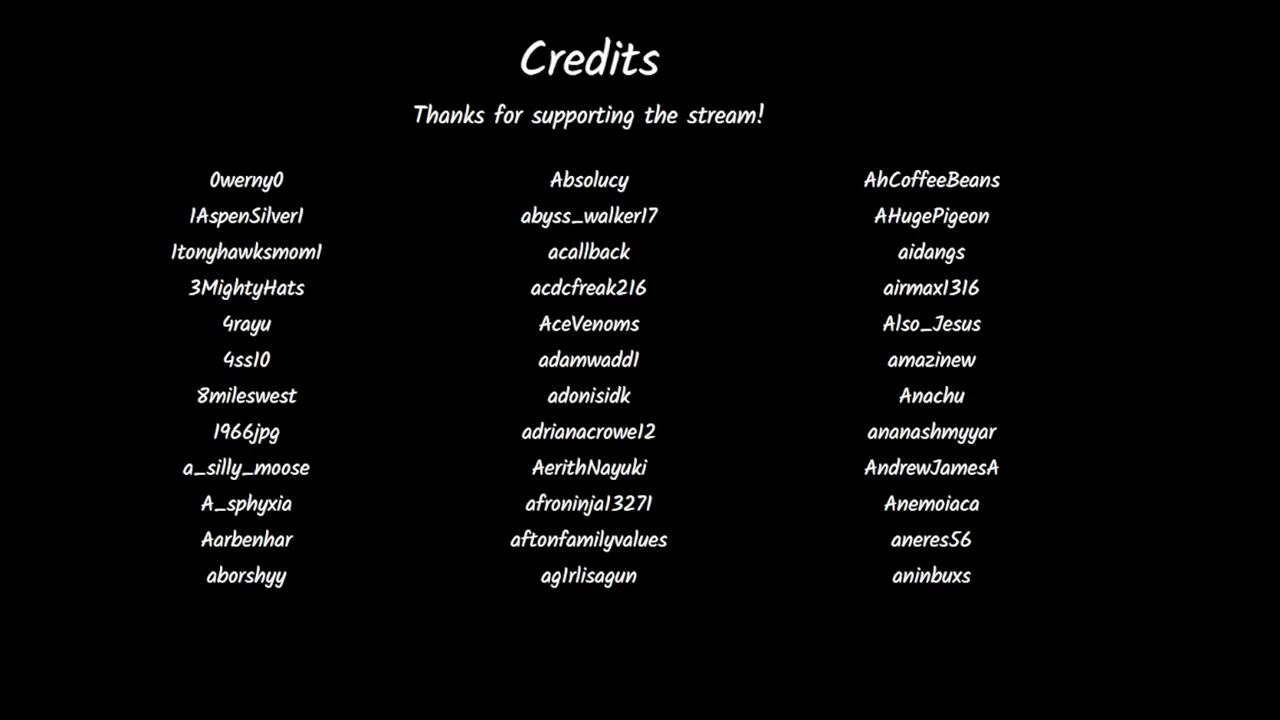 Credits
Thanks for supporting the stream!
0werny0
1AspenSilver1
1tonyhawksmom1
3MightyHats
4rayu
4ss10
8mileswest
1966jpg
a_silly_moose
A_sphyxia
Aarbenhar
aborshyy
Absolucy
abyss_walker17
acallback
acdcfreak216
AceVenoms
adamwadd1
adonisidk
adrianacrowe12
AerithNayuki
afroninja13271
aftonfamilyvalues
ag1rlisagun
AhCoffeeBeans
AHugePigeon
aidangs
airmax1316
Also_Jesus
amazinew
Anachu
ananashmyyar
AndrewJamesA
Anemoiaca
aneres56
aninbuxs